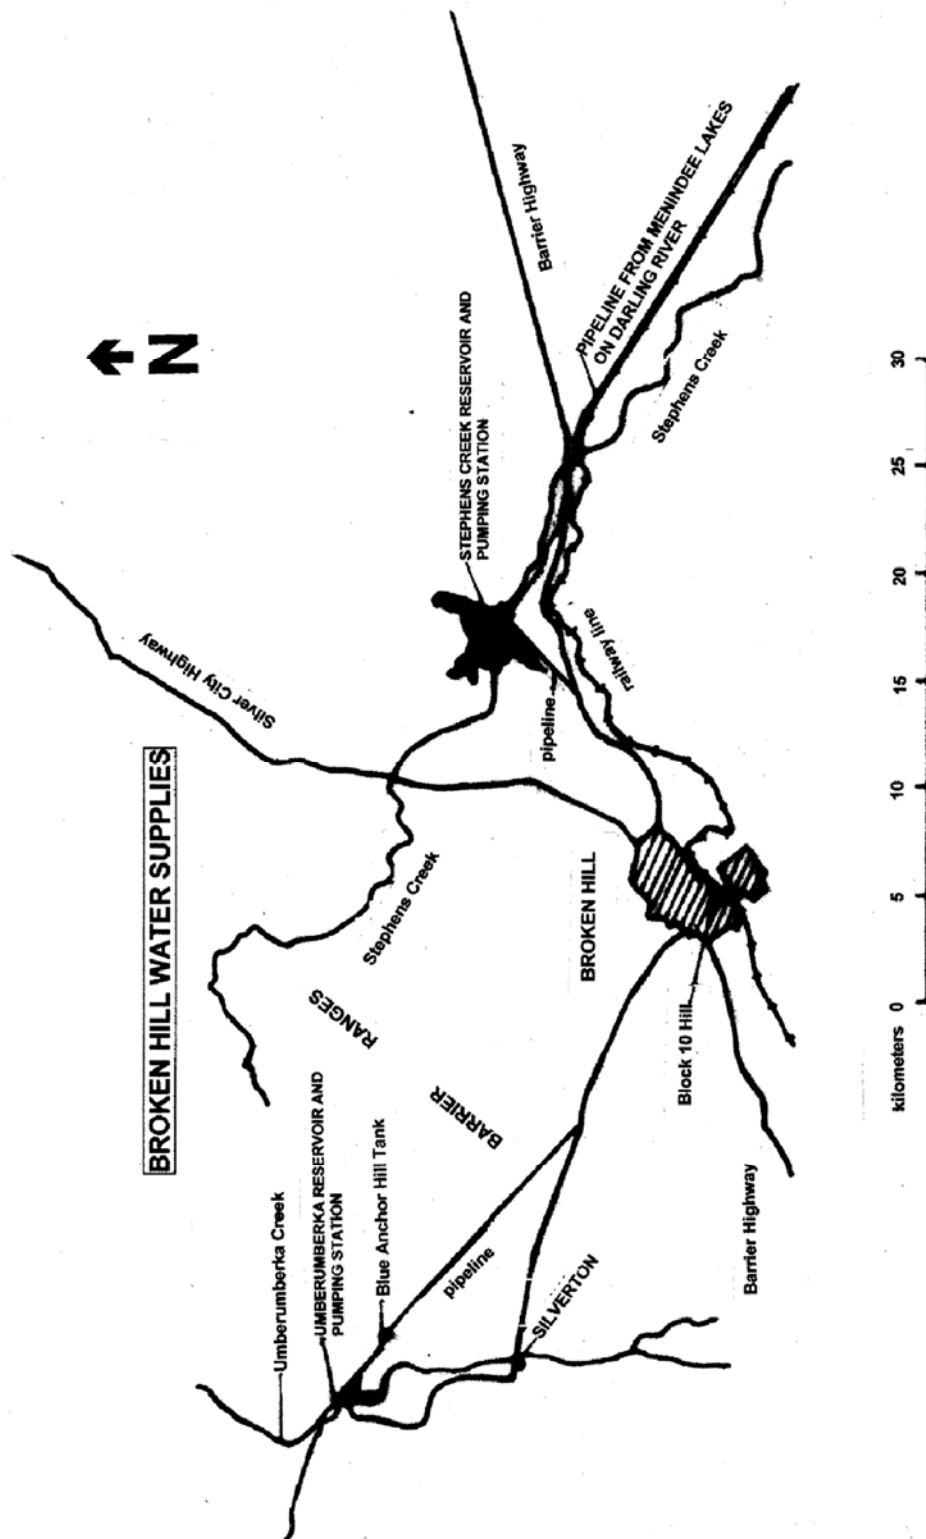 BROKEN HILL WATER SUPPLIES
N
Silver City Highway
Barrier Highway
Umberumberka Creek
UMBERUMBERKA RESERVOIR AND
PUMPING STATION
Blue Anchor Hill Tank
pipeline
SILVERTON
BARRIER
RANGES
Stephens Creek
STEPHENS CREEK RESERVOIR AND
PUMPING STATION
pipeline
railway line
PIPELINE FROM MENINDEE LAKES
ON DARLING RIVER
Stephens Creek
BROKEN HILL
Block 10 Hill
Barrier Highway
kilometers 0 5 10 15 20 25 30